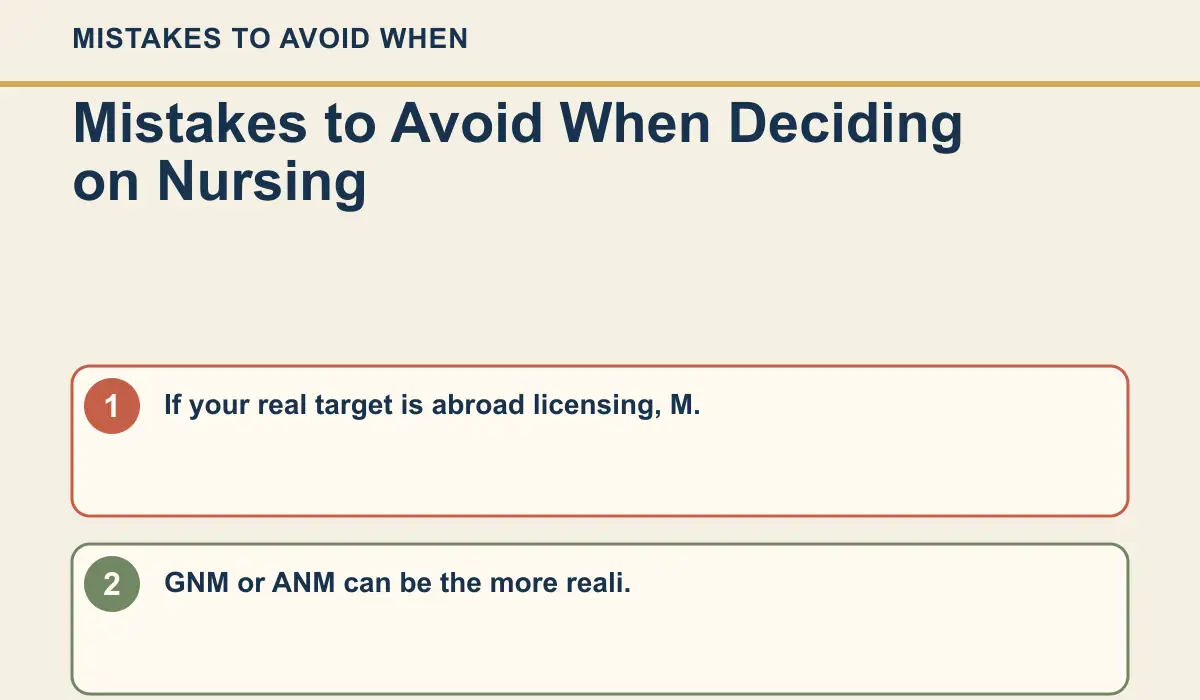 MISTAKES TO AVOID WHEN
Mistakes to Avoid When Deciding
on Nursing
1 If your real target is abroad licensing, M.
2 GNM or ANM can be the more reali.